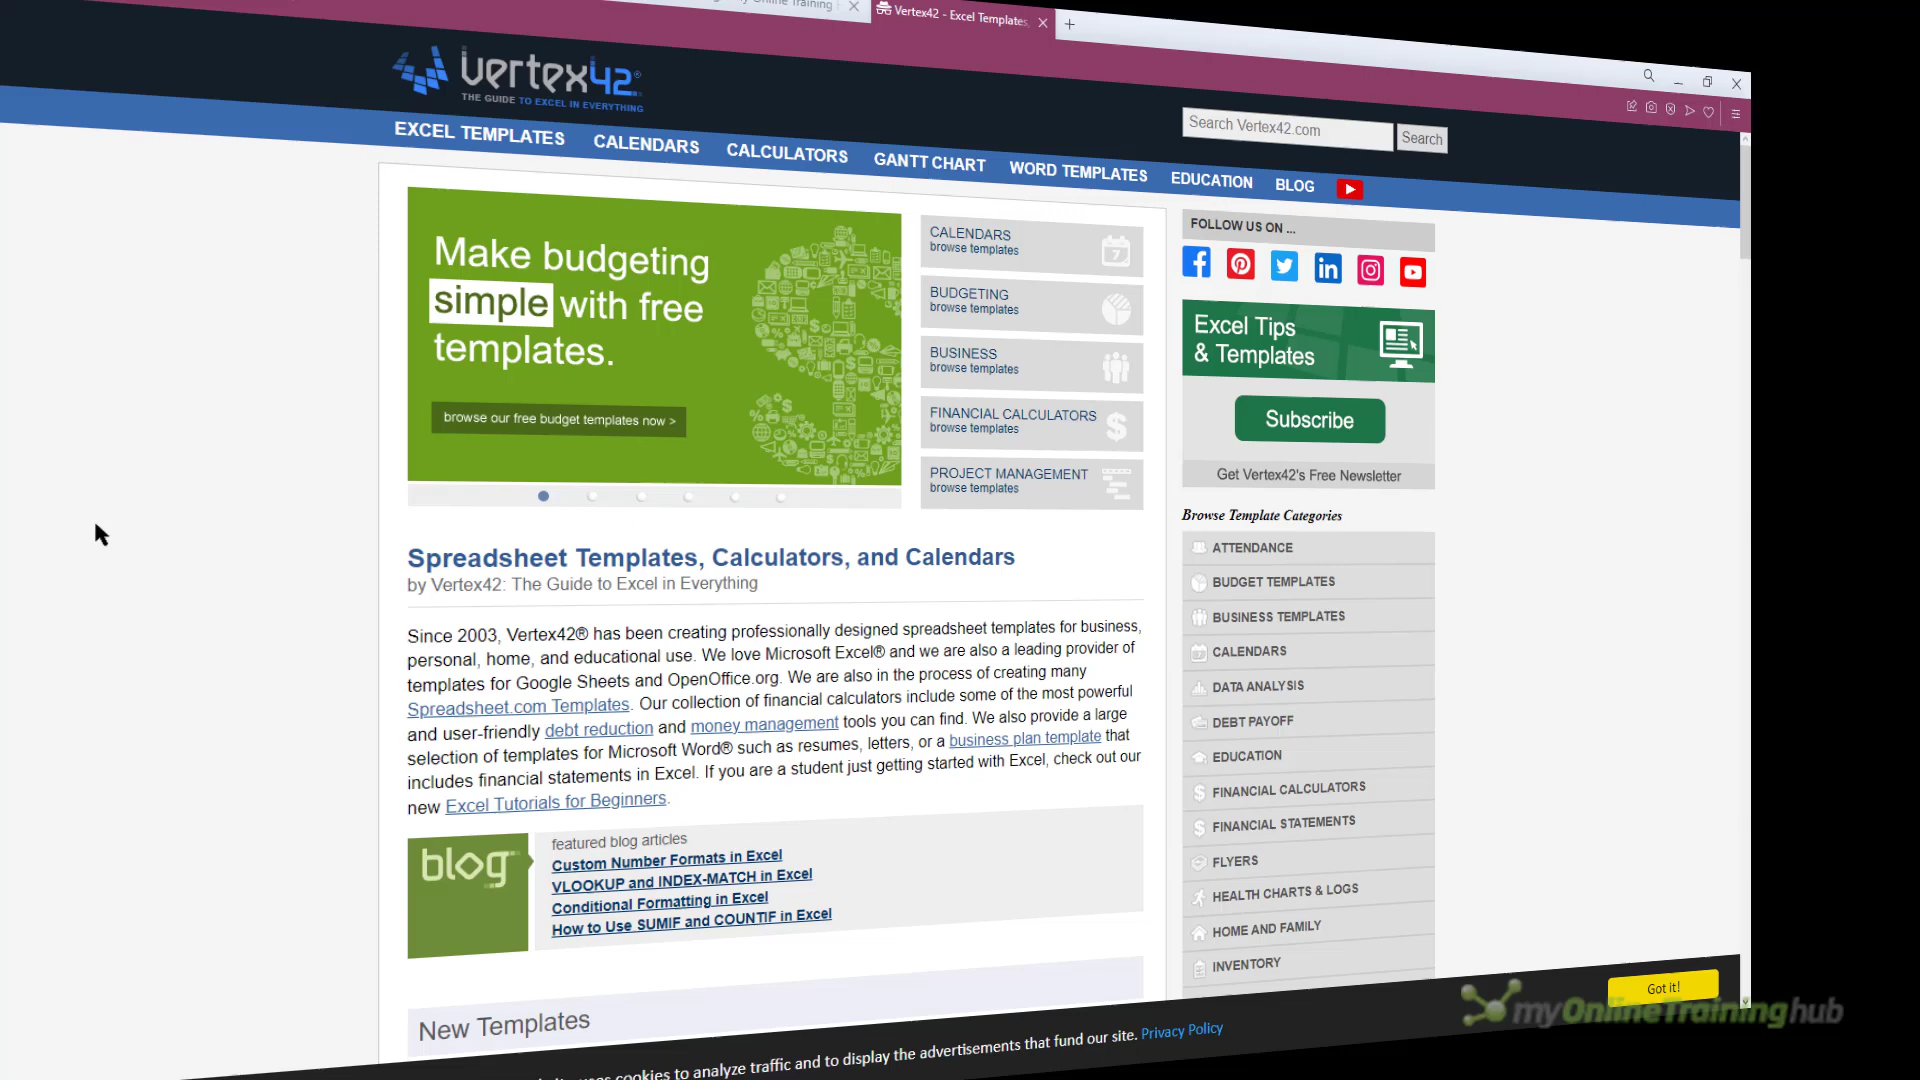 My Online Training
Vertex42 - Excel Templates,
vertex42®
THE GUIDE TO EXCEL IN EVERYTHING
Search Vertex42.com
Search
EXCEL TEMPLATES
CALENDARS
CALCULATORS
GANTT CHART
WORD TEMPLATES
EDUCATION
BLOG
Make budgeting
simple with free
templates.
browse our free budget templates now >
CALENDARS
browse templates
7
BUDGETING
browse templates
BUSINESS
browse templates
FINANCIAL CALCULATORS
browse templates
$
PROJECT MANAGEMENT
browse templates
FOLLOW US ON ...
Excel Tips
& Templates
Subscribe
Get Vertex42's Free Newsletter
Browse Template Categories
ATTENDANCE
BUDGET TEMPLATES
BUSINESS TEMPLATES
CALENDARS
DATA ANALYSIS
DEBT PAYOFF
EDUCATION
FINANCIAL CALCULATORS
FINANCIAL STATEMENTS
FLYERS
HEALTH CHARTS & LOGS
HOME AND FAMILY
INVENTORY
Spreadsheet Templates, Calculators, and Calendars
by Vertex42: The Guide to Excel in Everything
Since 2003, Vertex42® has been creating professionally designed spreadsheet templates for business,
personal, home, and educational use. We love Microsoft Excel® and we are also a leading provider of
templates for Google Sheets and OpenOffice.org. We are also in the process of creating many
Spreadsheet.com Templates. Our collection of financial calculators include some of the most powerful
and user-friendly debt reduction and money management tools you can find. We also provide a large
selection of templates for Microsoft Word® such as resumes, letters, or a business plan template that
includes financial statements in Excel. If you are a student just getting started with Excel, check out our
new Excel Tutorials for Beginners.
blog
featured blog articles
Custom Number Formats in Excel
VLOOKUP and INDEX-MATCH in Excel
Conditional Formatting in Excel
How to Use SUMIF and COUNTIF in Excel
New Templates
uses cookies to analyze traffic and to display the advertisements that fund our site. Privacy Policy
Got it!
myOnlineTraininghub